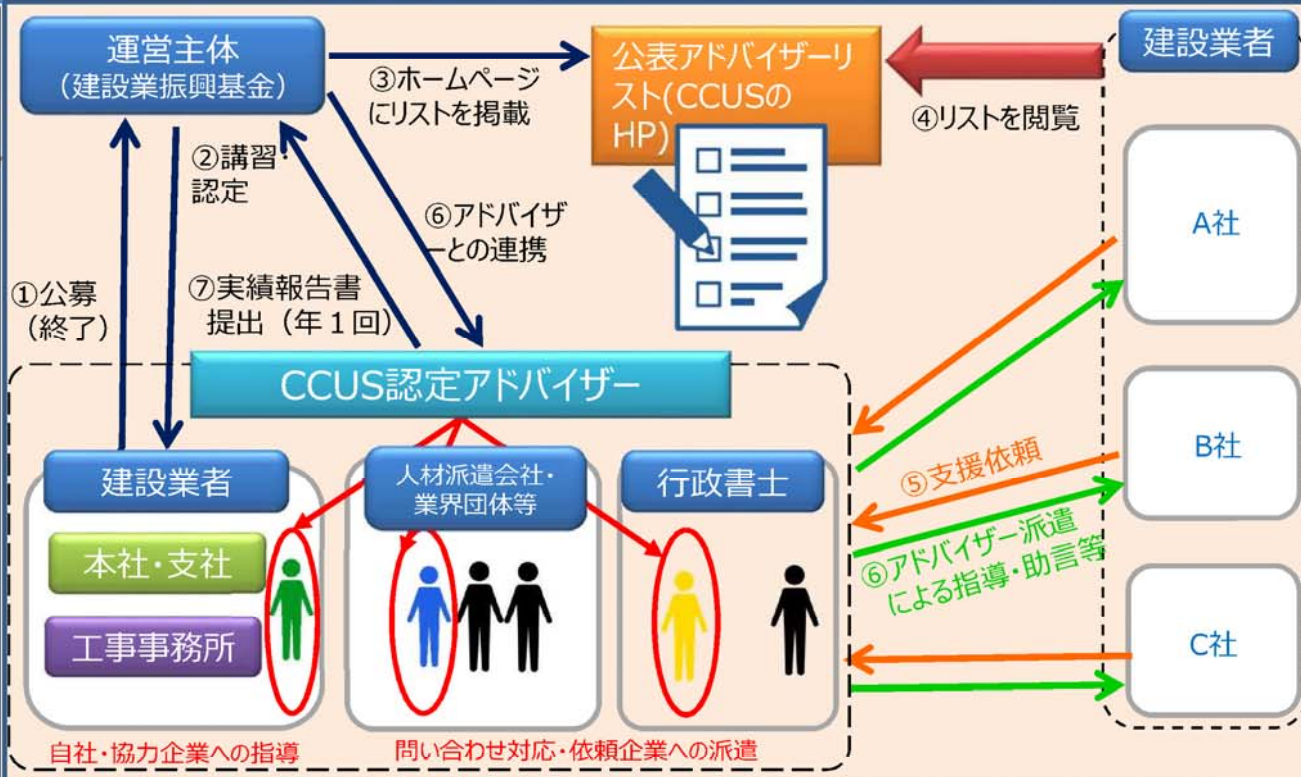 運営主体
（建設業振興基金）
③ホームページ
にリストを掲載
公表アドバイザーリ
スト(CCUSの
HP)
④リストを閲覧
建設業者
②講習・
認定
⑥アドバイザ
ーとの連携
①公募
（終了）
⑦実績報告書
提出（年１回）
CCUS認定アドバイザー
建設業者
本社・支社
工事事務所
人材派遣会社・
業界団体等
行政書士
自社・協力企業への指導
問い合わせ対応・依頼企業への派遣
⑤支援依頼
⑥アドバイザー派遣
による指導・助言等
A社
B社
C社